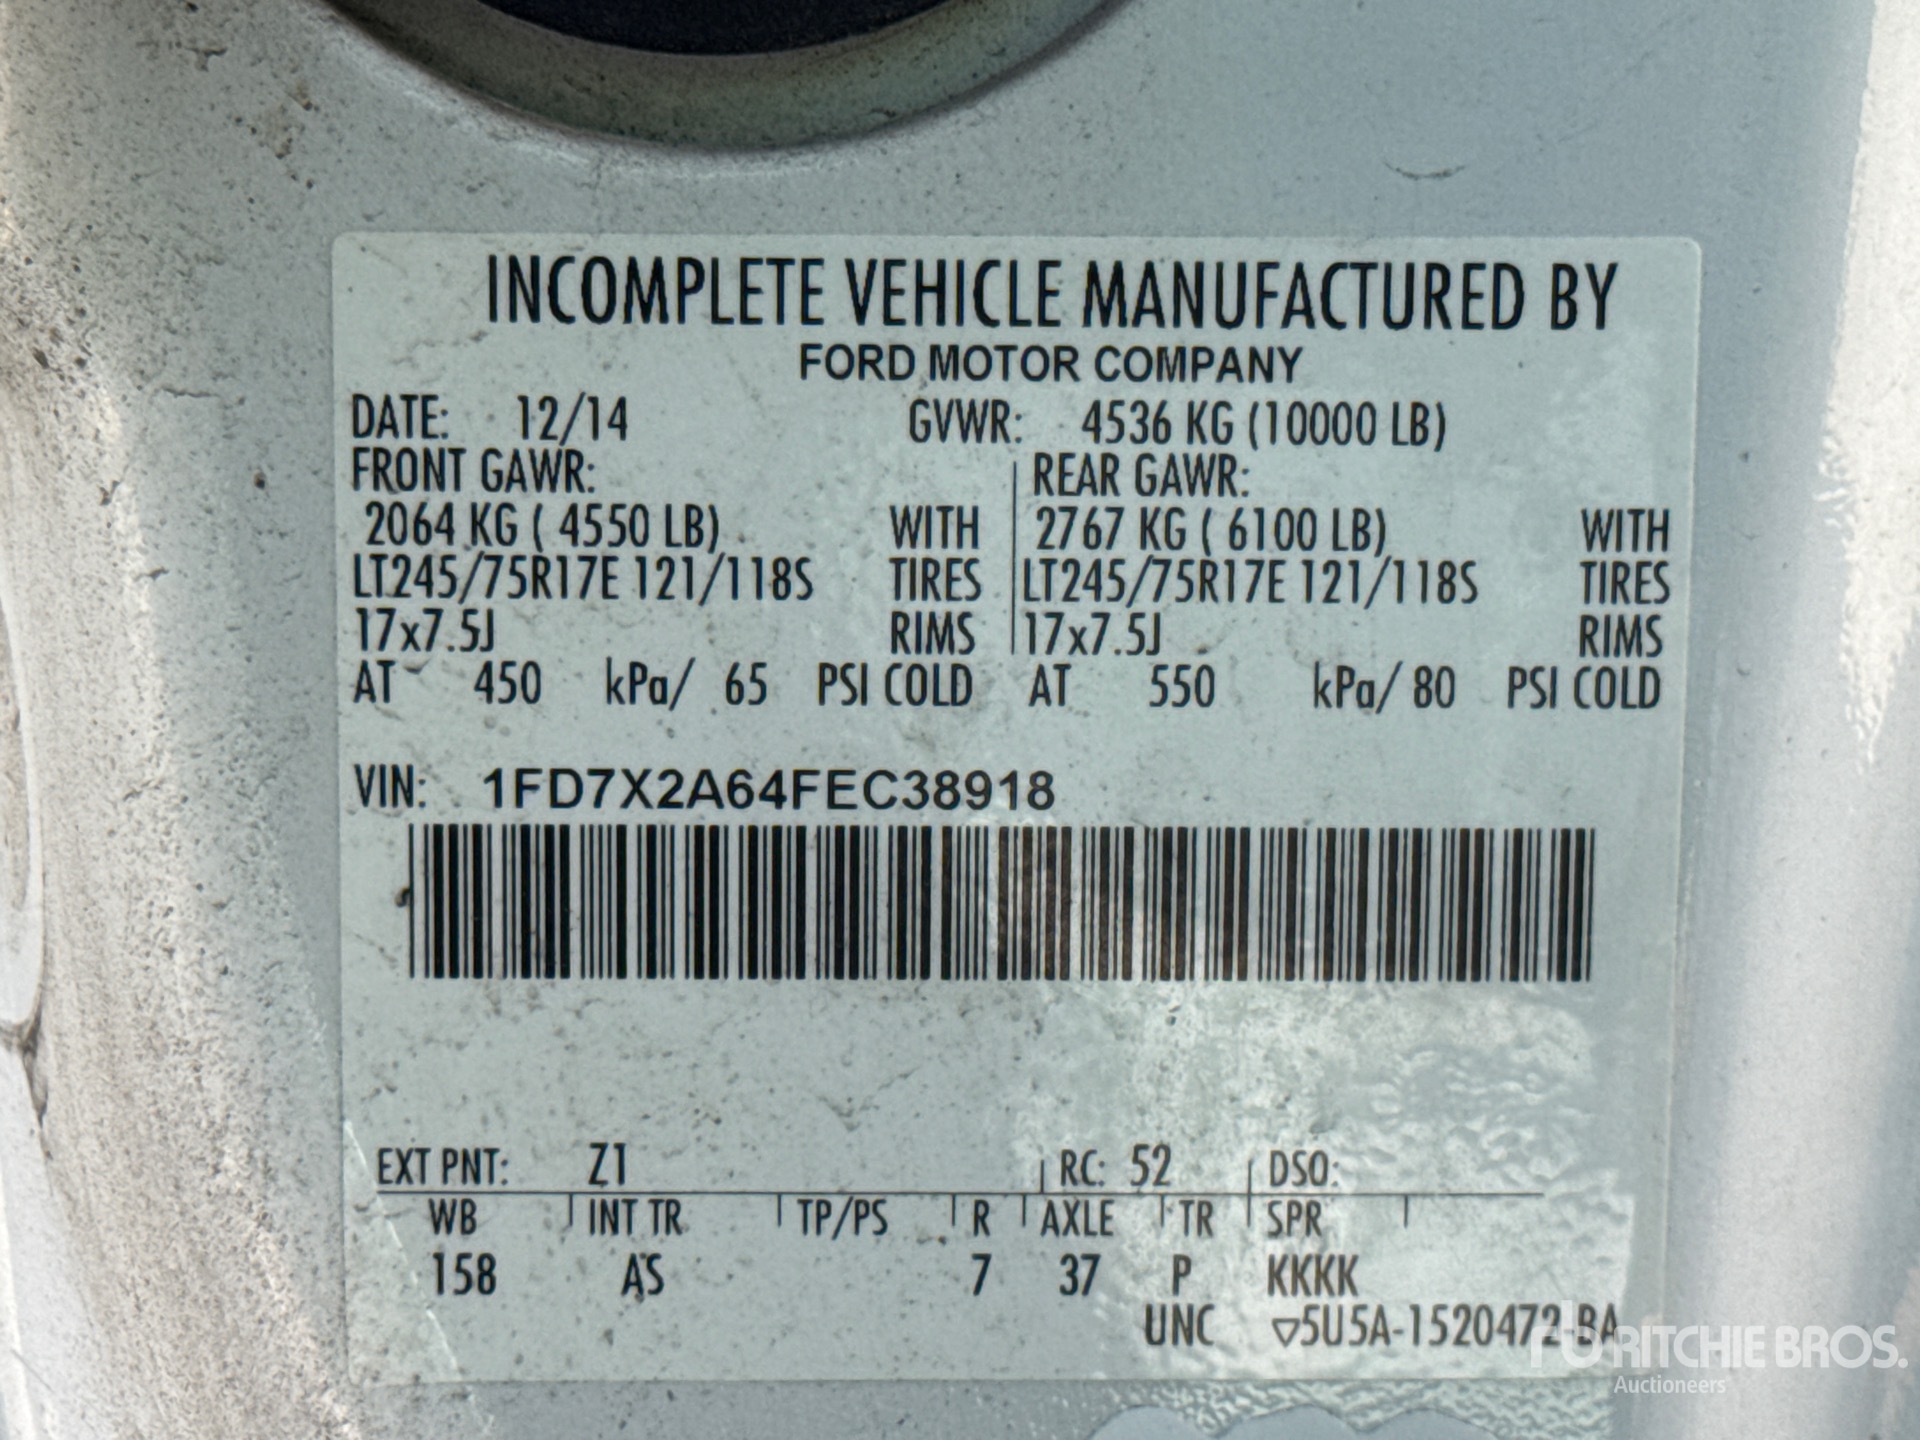 INCOMPLETE VEHICLE MANUFACTURED BY
FORD MOTOR COMPANY
DATE: 12/14 GVWR: 4536 KG (10000 LB)
FRONT GAWR: REAR GAWR:
2064 KG ( 4550 LB) WITH 2767 KG ( 6100 LB) WITH
LT245/75R17E 121/118S TIRES LT245/75R17E 121/118S TIRES
17x7.5J RIMS 17x7.5J RIMS
AT 450 kPa/ 65 PSI COLD AT 550 kPa/ 80 PSI COLD
VIN: 1FD7X2A64FEC38918
EXT PNT: Z1 RC: 52 DSO:
WB INT TR TP/PS R AXLE TR SPR
158 AS 7 37 P KKKK
UNC ▽5U5A-1520472-BA
RITCHIE BROS.
Auctioneers